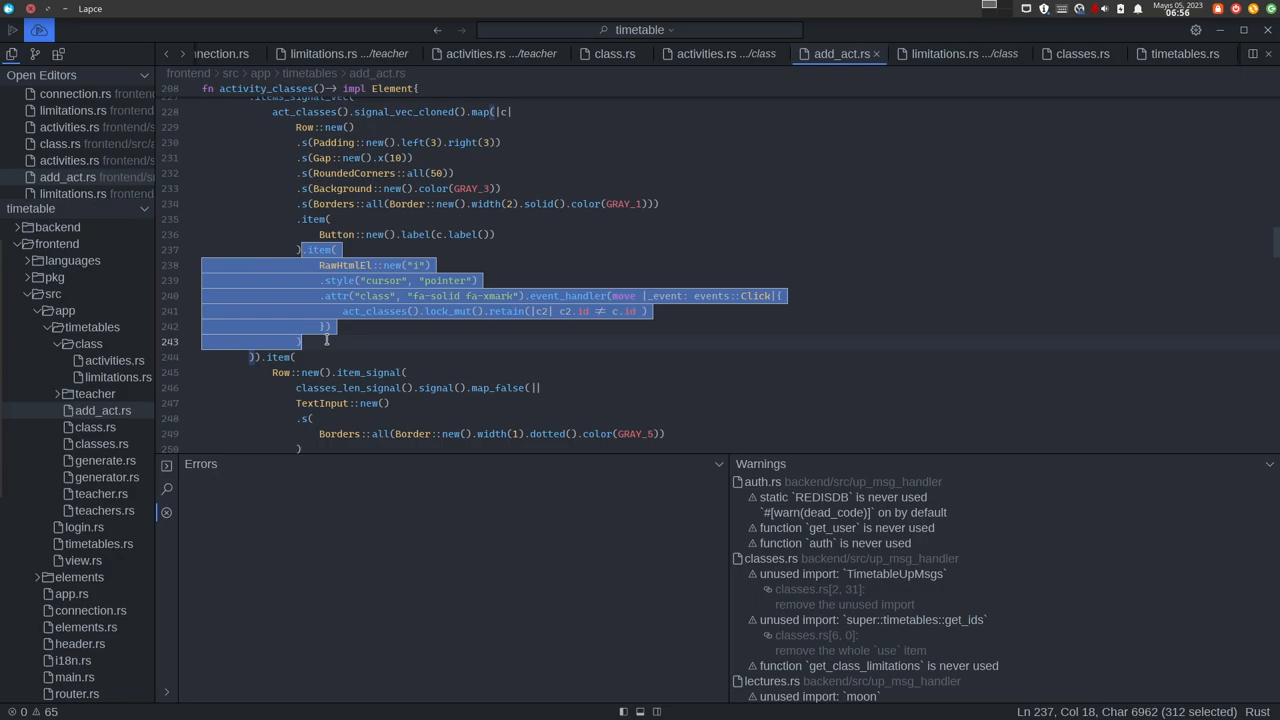 Lapce
Mayıs 05, 2023
06:56
timetable
nnection.rs
limitations.rs .../teacher
activities.rs .../teacher
class.rs
activities.rs .../class
add_act.rs
limitations.rs .../class
classes.rs
timetables.rs
Open Editors
connection.rs frontend
limitations.rs frontend
activities.rs frontend
class.rs frontend/src/a
activities.rs frontend
add_act.rs frontend/sr
limitations.rs frontend
timetable
backend
frontend
languages
pkg
src
app
timetables
class
activities.rs
limitations.rs
teacher
add_act.rs
class.rs
classes.rs
generate.rs
generator.rs
teacher.rs
teachers.rs
login.rs
timetables.rs
view.rs
elements
app.rs
connection.rs
elements.rs
header.rs
i18n.rs
main.rs
router.rs
frontend 〉 src 〉 app 〉 timetables 〉 add_act.rs
208 fn activity_classes()-> impl Element{
227 .items_signal_vec(
228 act_classes().signal_vec_cloned().map(|c|
229 Row::new()
230 .s(Padding::new().left(3).right(3))
231 .s(Gap::new().x(10))
232 .s(RoundedCorners::all(50))
233 .s(Background::new().color(GRAY_3))
234 .s(Borders::all(Border::new().width(2).solid().color(GRAY_1)))
235 .item(
236 Button::new().label(c.label())
237 ).item(
238 RawHtmlEl::new("i")
239 .style("cursor", "pointer")
240 .attr("class", "fa-solid fa-xmark").event_handler(move |_event: events::Click|{
241 act_classes().lock_mut().retain(|c2| c2.id != c.id )
242 })
243 )
244 )).item(
245 Row::new().item_signal(
246 classes_len_signal().signal().map_false(||
247 TextInput::new()
248 .s(
249 Borders::all(Border::new().width(1).dotted().color(GRAY_5))
250 )
Errors
Warnings
auth.rs backend/src/up_msg_handler
static `REDISDB` is never used
`#[warn(dead_code)]` on by default
function `get_user` is never used
function `auth` is never used
classes.rs backend/src/up_msg_handler
unused import: `TimetableUpMsgs`
classes.rs[2, 31]:
remove the unused import
unused import: `super::timetables::get_ids`
classes.rs[6, 0]:
remove the whole `use` item
function `get_class_limitations` is never used
lectures.rs backend/src/up_msg_handler
unused import: `moon`
0 65
Ln 237, Col 18, Char 6962 (312 selected)
Rust